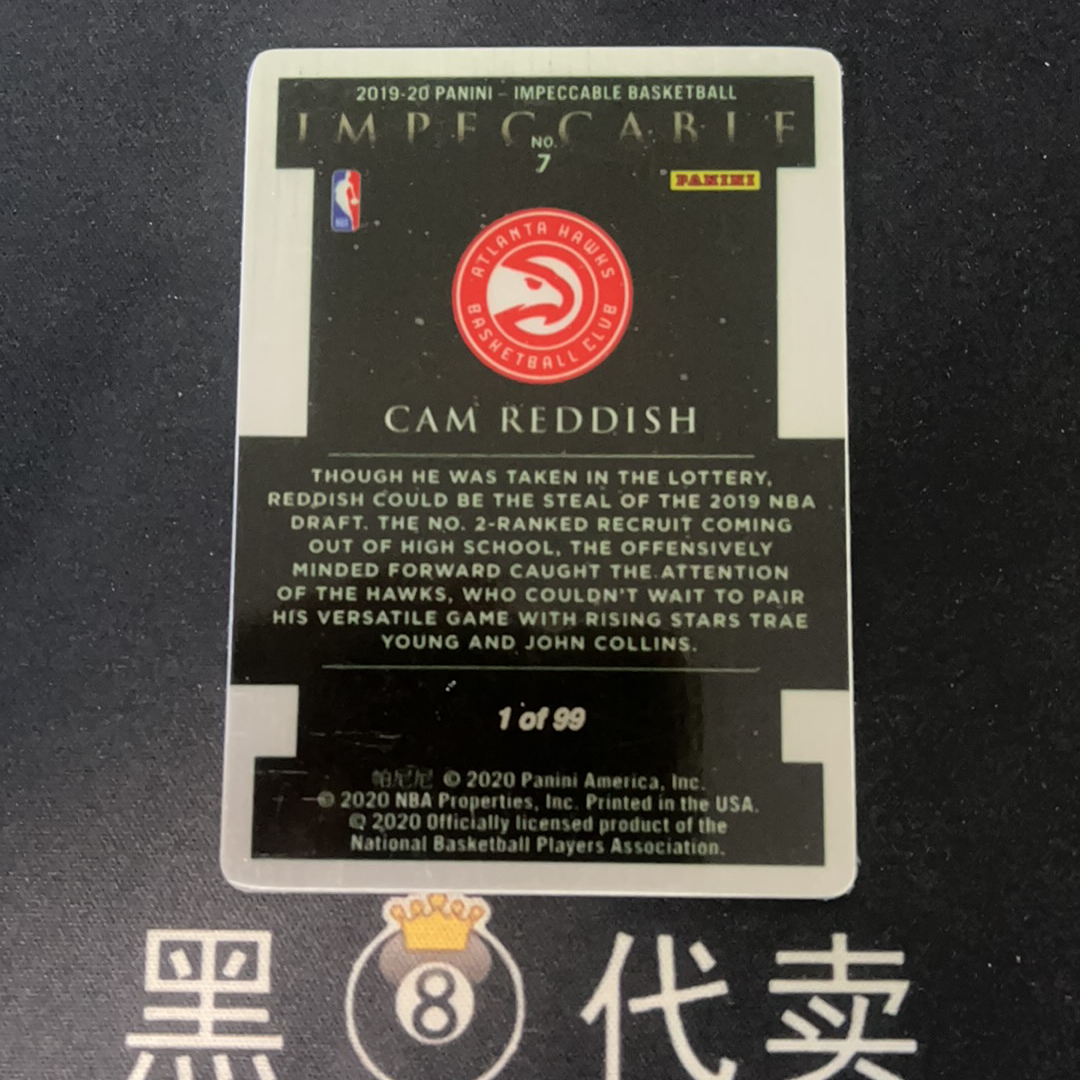 2019-20 PANINI - IMPECCABLE BASKETBALL
IMPECCABLE
NO.
7
NBA
PANINI
ATLANTA HAWKS
BASKETBALL CLUB
CAM REDDISH
THOUGH HE WAS TAKEN IN THE LOTTERY,
REDDISH COULD BE THE STEAL OF THE 2019 NBA
DRAFT. THE NO. 2-RANKED RECRUIT COMING
OUT OF HIGH SCHOOL, THE OFFENSIVELY
MINDED FORWARD CAUGHT THE ATTENTION
OF THE HAWKS, WHO COULDN'T WAIT TO PAIR
HIS VERSATILE GAME WITH RISING STARS TRAE
YOUNG AND JOHN COLLINS.
1 of 99
帕尼尼 © 2020 Panini America, Inc.
© 2020 NBA Properties, Inc. Printed in the USA.
© 2020 Officially licensed product of the
National Basketball Players Association.
黑 8 代卖